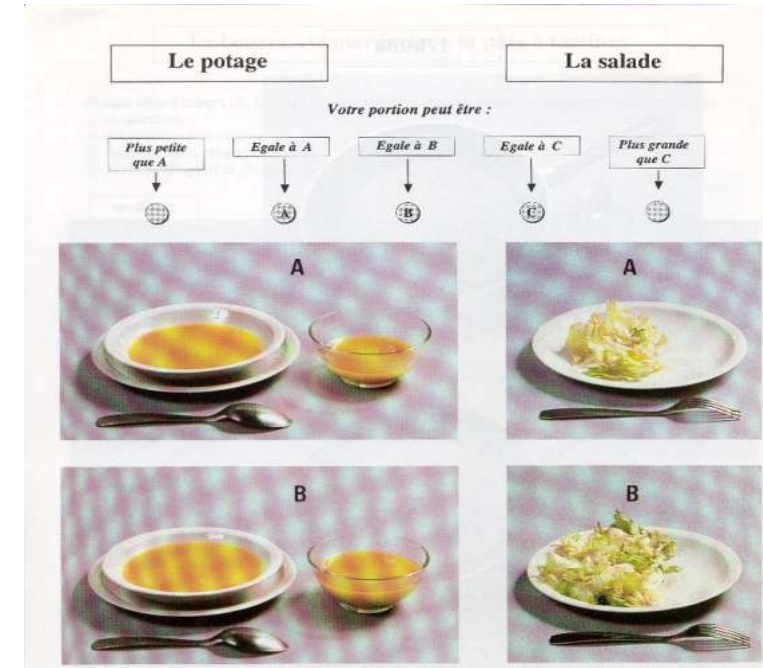 Le potage
La salade
Votre portion peut être :
Plus petite
que A
Egale à A
Egale à B
Egale à C
Plus grande
que C
A
B
C
A
A
B
B